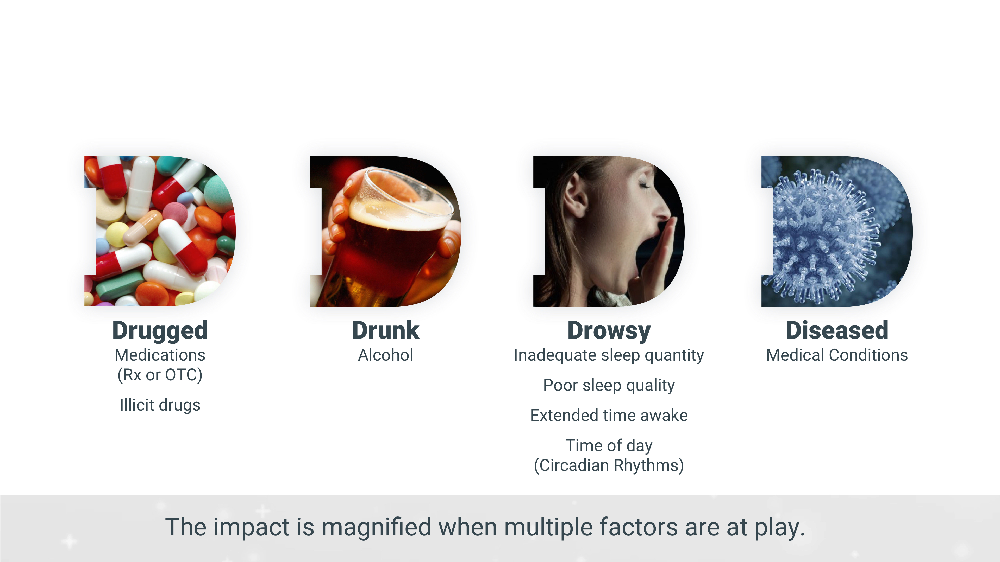 Drugged
Medications
(Rx or OTC)
Illicit drugs
Drunk
Alcohol
Drowsy
Inadequate sleep quantity
Poor sleep quality
Extended time awake
Time of day
(Circadian Rhythms)
Diseased
Medical Conditions
The impact is magnified when multiple factors are at play.